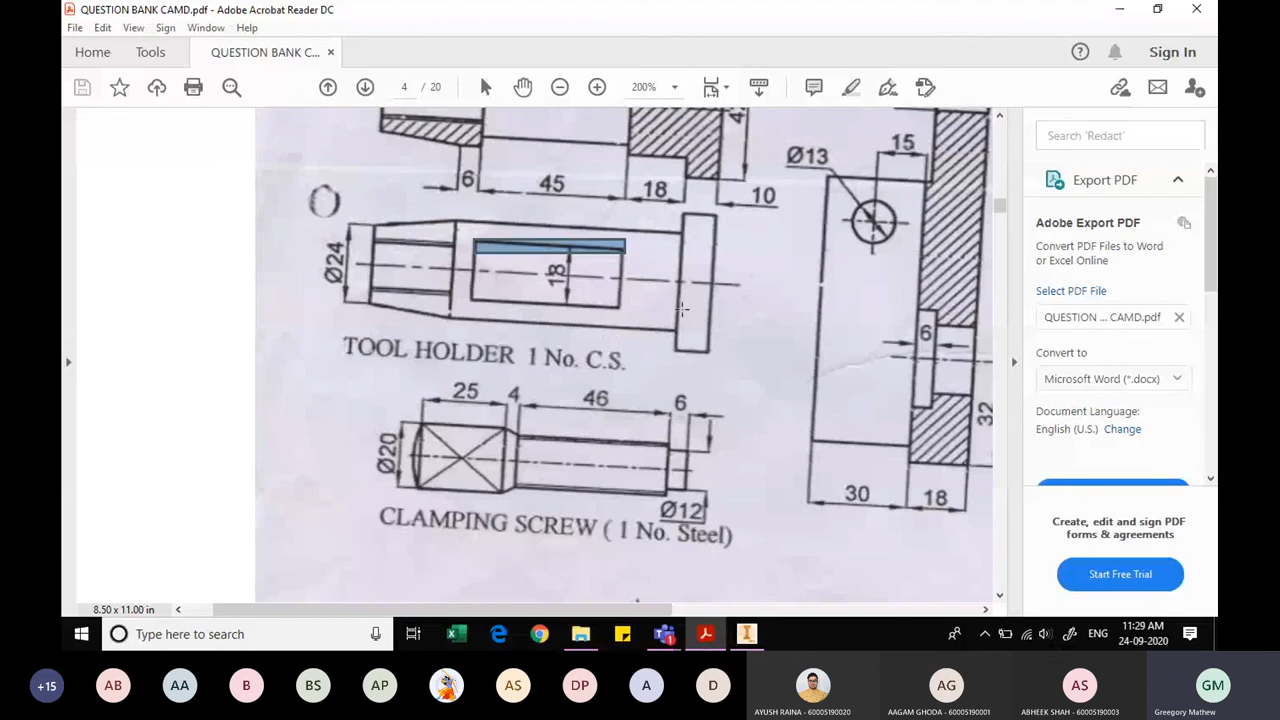 QUESTION BANK CAMD.pdf - Adobe Acrobat Reader DC
File Edit View Sign Window Help
Home Tools QUESTION BANK C... × Sign In
4 / 20 200%
Search 'Redact'
Export PDF
Adobe Export PDF
Convert PDF Files to Word
or Excel Online
Select PDF File
QUESTION ... CAMD.pdf
Convert to
Microsoft Word (*.docx)
Document Language:
English (U.S.) Change
Create, edit and sign PDF
forms & agreements
Start Free Trial
6 45 18 10
Ø24 18
TOOL HOLDER 1 No. C.S.
25 4 46 6
Ø20 Ø12
CLAMPING SCREW ( 1 No. Steel)
Ø13 15
6
32
30 18
8.50 x 11.00 in
Type here to search
ENG
11:29 AM
24-09-2020
+15 AB AA B BS AP AS DP A D AG AS GM
AYUSH RAINA - 60005190020
AAGAM GHODA - 60005190001
ABHEEK SHAH - 60005190003
Greegory Mathew